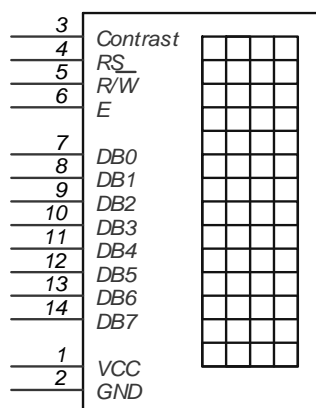 3 Contrast
4 RS
5 R/W̅
6 E
7 DB0
8 DB1
9 DB2
10 DB3
11 DB4
12 DB5
13 DB6
14 DB7
1 VCC
2 GND